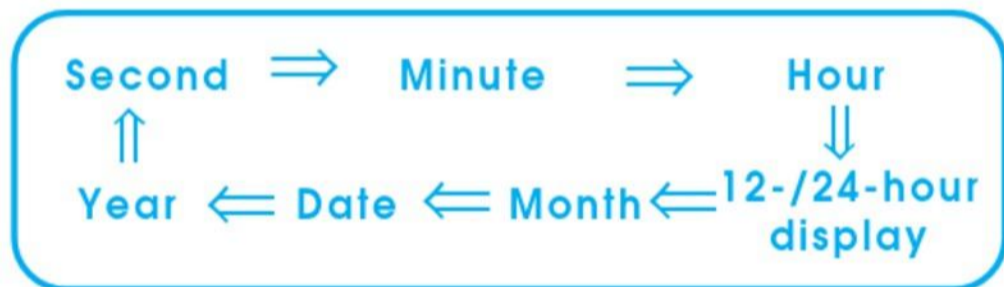 Second ⇒ Minute ⇒ Hour
⇑ ⇓
Year ⇐ Date ⇐ Month ⇐ 12-/24-hour
display